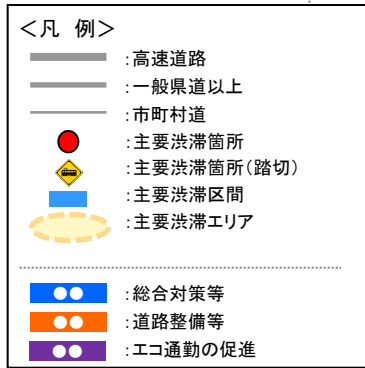 <凡 例>
:高速道路
:一般県道以上
:市町村道
:主要渋滞箇所
:主要渋滞箇所(踏切)
:主要渋滞区間
:主要渋滞エリア
●● :総合対策等
●● :道路整備等
●● :エコ通勤の促進